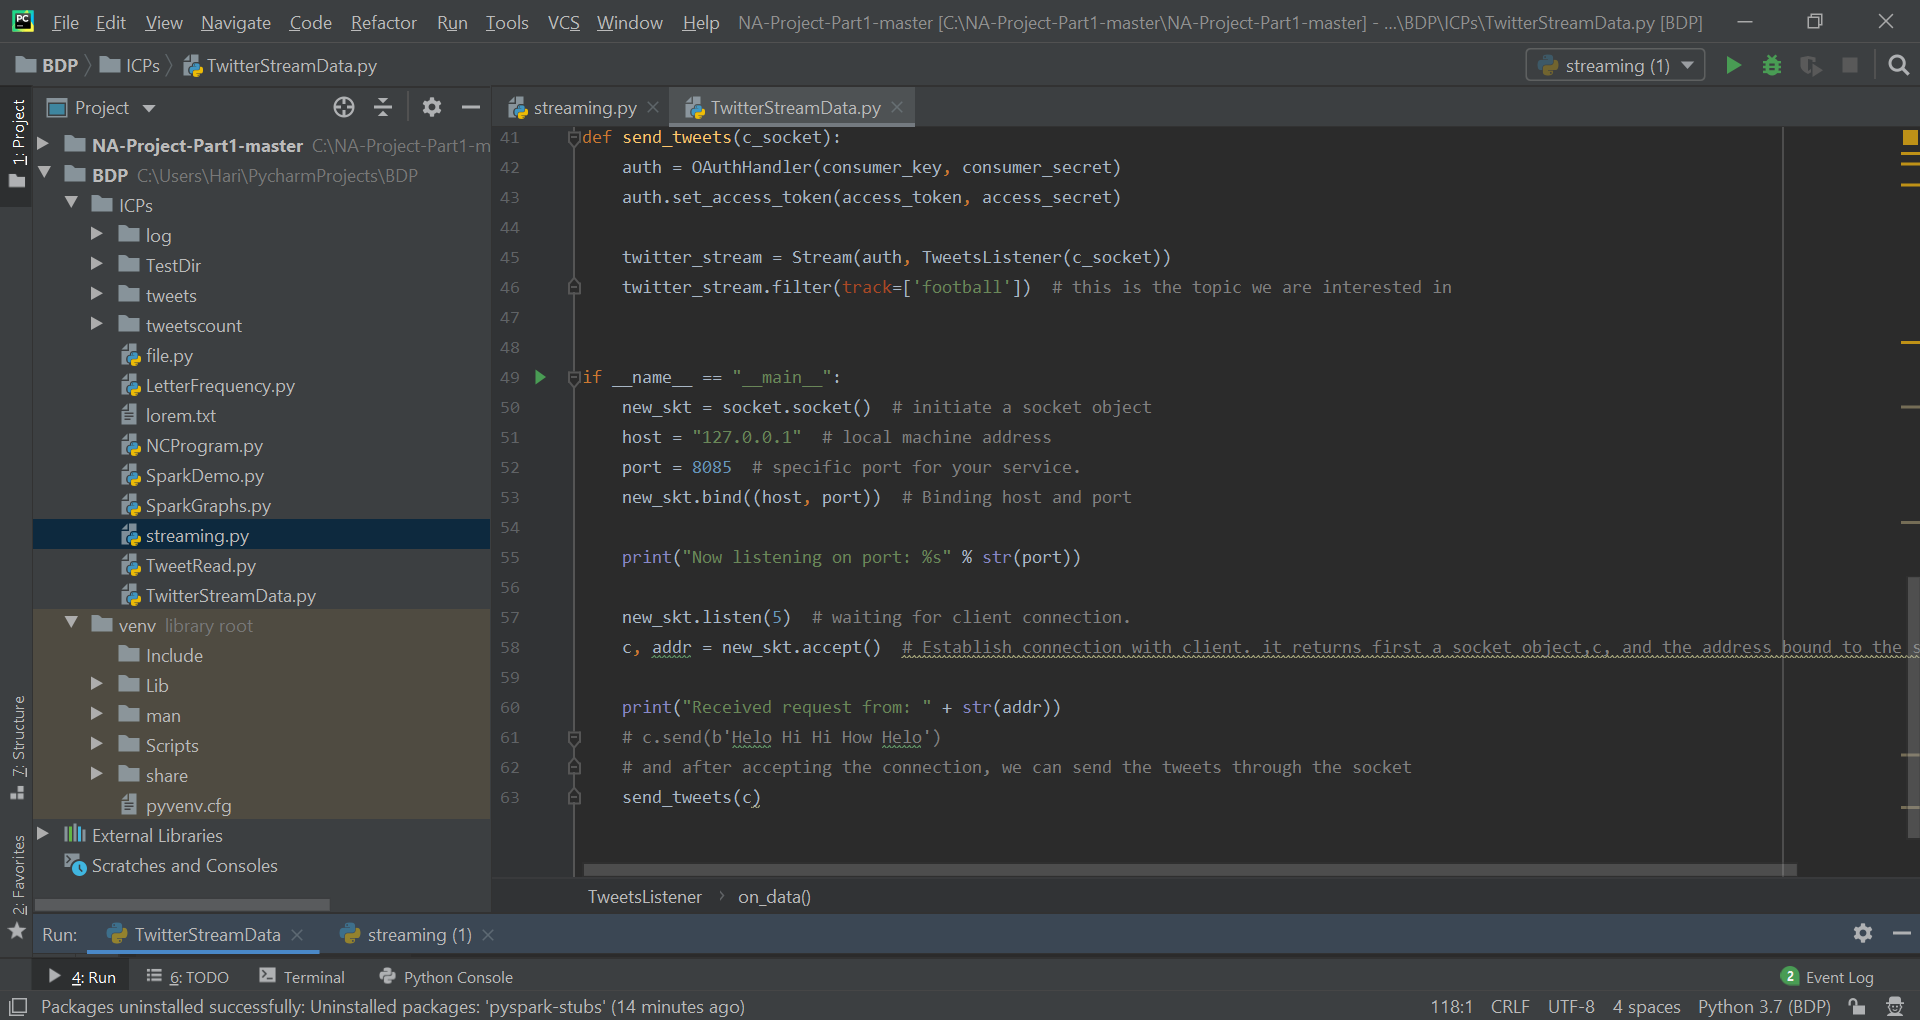 PC File Edit View Navigate Code Refactor Run Tools VCS Window Help NA-Project-Part1-master [C:\NA-Project-Part1-master\NA-Project-Part1-master] - ...\BDP\ICPs\TwitterStreamData.py [BDP]
BDP ICPs TwitterStreamData.py streaming (1)
1: Project
Project
NA-Project-Part1-master C:\NA-Project-Part1-m
BDP C:\Users\Hari\PycharmProjects\BDP
ICPs
log
TestDir
tweets
tweetscount
file.py
LetterFrequency.py
lorem.txt
NCProgram.py
SparkDemo.py
SparkGraphs.py
streaming.py
TweetRead.py
TwitterStreamData.py
venv library root
Include
Lib
man
Scripts
share
pyvenv.cfg
External Libraries
Scratches and Consoles
7: Structure
2: Favorites
streaming.py TwitterStreamData.py
41 def send_tweets(c_socket):
42 auth = OAuthHandler(consumer_key, consumer_secret)
43 auth.set_access_token(access_token, access_secret)
44
45 twitter_stream = Stream(auth, TweetsListener(c_socket))
46 twitter_stream.filter(track=['football']) # this is the topic we are interested in
47
48
49 if __name__ == "__main__":
50 new_skt = socket.socket() # initiate a socket object
51 host = "127.0.0.1" # local machine address
52 port = 8085 # specific port for your service.
53 new_skt.bind((host, port)) # Binding host and port
54
55 print("Now listening on port: %s" % str(port))
56
57 new_skt.listen(5) # waiting for client connection.
58 c, addr = new_skt.accept() # Establish connection with client. it returns first a socket object,c, and the address bound to the s
59
60 print("Received request from: " + str(addr))
61 # c.send(b'Helo Hi Hi How Helo')
62 # and after accepting the connection, we can send the tweets through the socket
63 send_tweets(c)
TweetsListener › on_data()
Run: TwitterStreamData streaming (1)
4: Run 6: TODO Terminal Python Console 2 Event Log
Packages uninstalled successfully: Uninstalled packages: 'pyspark-stubs' (14 minutes ago) 118:1 CRLF UTF-8 4 spaces Python 3.7 (BDP)